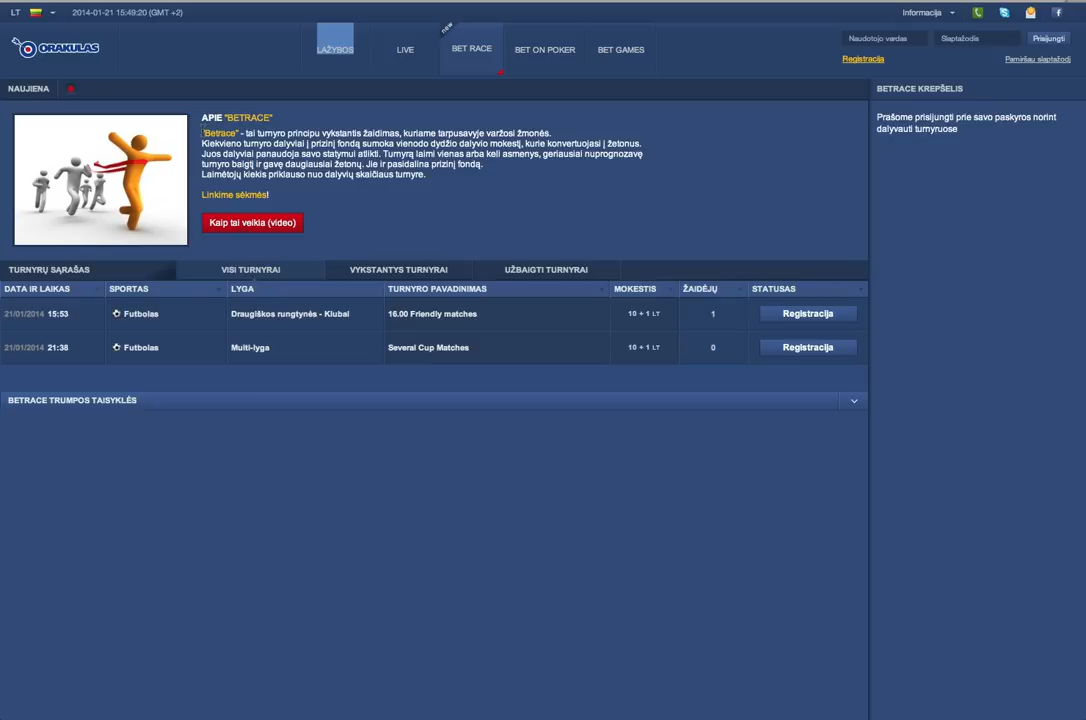 LT 2014-01-21 15:49:20 (GMT +2) Informacija
ORAKULAS
LAŽYBOS LIVE new BET RACE BET ON POKER BET GAMES
Naudotojo vardas Slaptažodis Prisijungti
Registracija Pamiršau slaptažodį
NAUJIENA
APIE "BETRACE"
"Betrace" - tai turnyro principu vykstantis žaidimas, kuriame tarpusavyje varžosi žmonės.
Kiekvieno turnyro dalyviai į prizinį fondą sumoka vienodo dydžio dalyvio mokestį, kurie konvertuojasi į žetonus.
Juos dalyviai panaudoja savo statymui atlikti. Turnyrą laimi vienas arba keli asmenys, geriausiai nuprognozavę
turnyro baigtį ir gavę daugiausiai žetonų. Jie ir pasidalina prizinį fondą.
Laimėtojų kiekis priklauso nuo dalyvių skaičiaus turnyre.
Linkime sėkmės!
Kaip tai veikia (video)
TURNYRŲ SĄRAŠAS VISI TURNYRAI VYKSTANTYS TURNYRAI UŽBAIGTI TURNYRAI
DATA IR LAIKAS SPORTAS LYGA TURNYRO PAVADINIMAS MOKESTIS ŽAIDĖJŲ STATUSAS
21/01/2014 15:53 Futbolas Draugiškos rungtynės - Klubai 16.00 Friendly matches 10 + 1 LT 1 Registracija
21/01/2014 21:38 Futbolas Multi-lyga Several Cup Matches 10 + 1 LT 0 Registracija
BETRACE TRUMPOS TAISYKLĖS
BETRACE KREPŠELIS
Prašome prisijungti prie savo paskyros norint
dalyvauti turnyruose